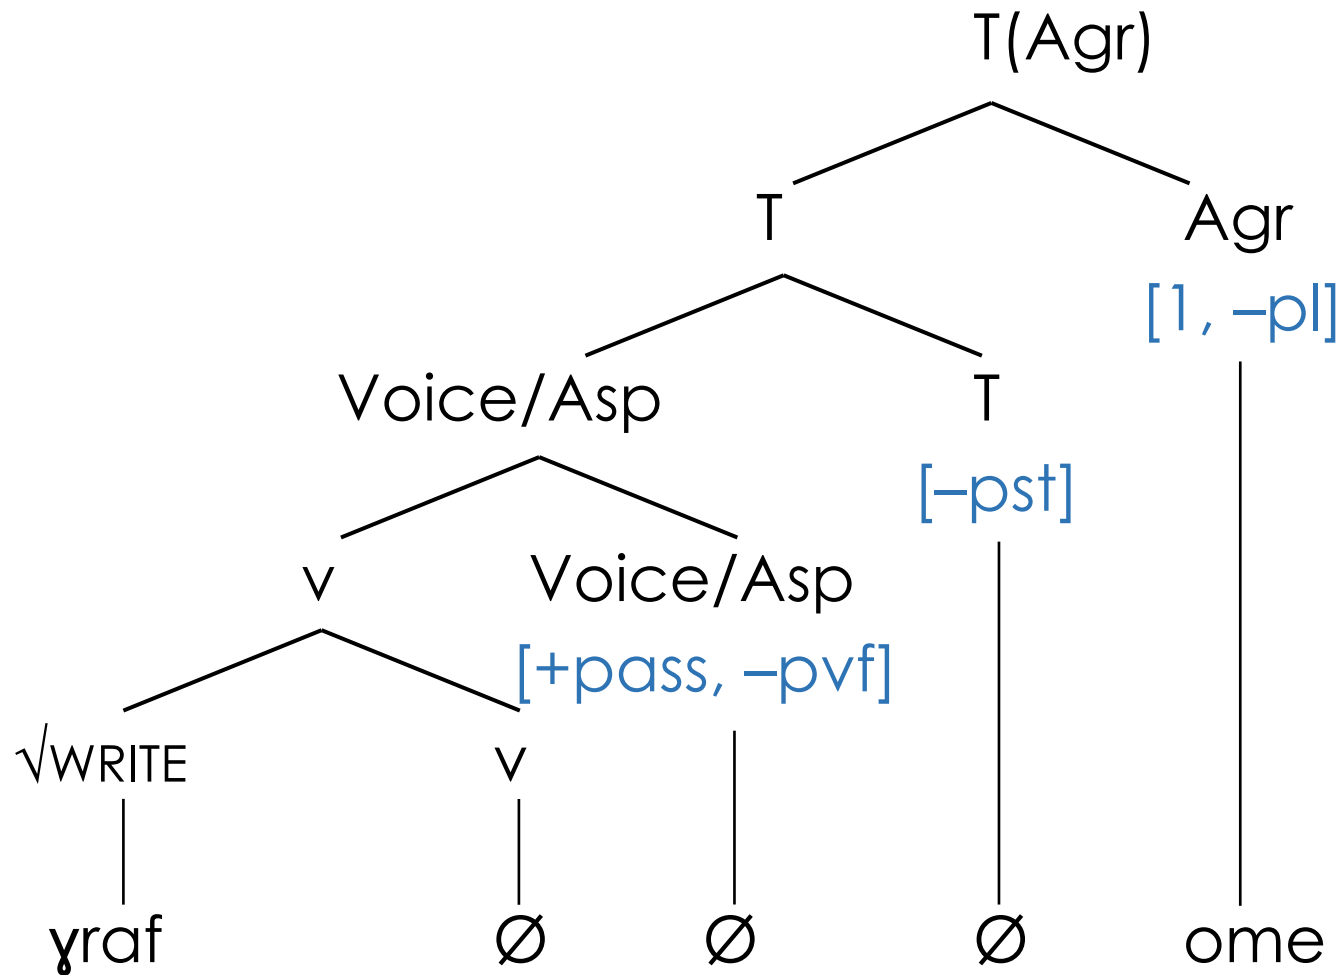 T(Agr)
T Agr
[1, –pl]
Voice/Asp T
[–pst]
v Voice/Asp
[+pass, –pvf]
√WRITE v
ɣraf Ø Ø Ø ome